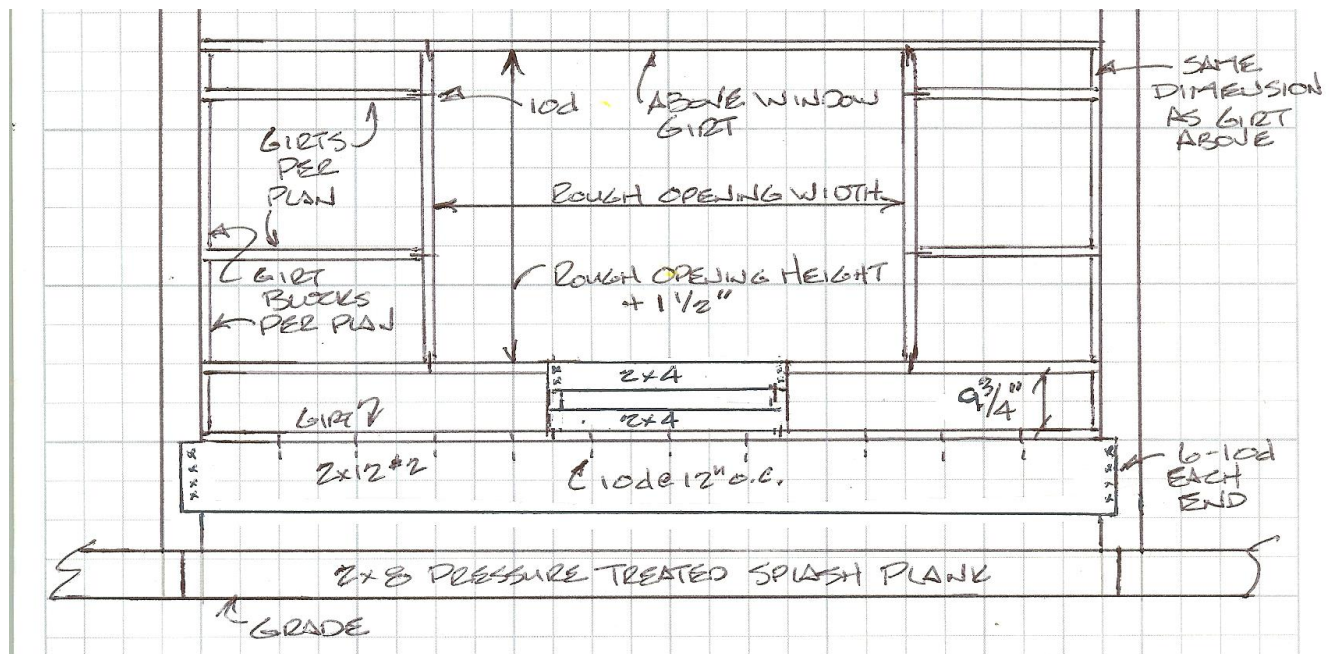 10d
ABOVE WINDOW
GIRT
SAME
DIMENSION
AS GIRT
ABOVE
GIRTS
PER
PLAN
ROUGH OPENING WIDTH
GIRT
BLOCKS
PER PLAN
ROUGH OPENING HEIGHT
+ 1 1/2"
2x4
GIRT
2x4
9 3/4"
2x12 #2
10d@12"o.c.
6-10d
EACH
END
2x8 PRESSURE TREATED SPLASH PLANK
GRADE